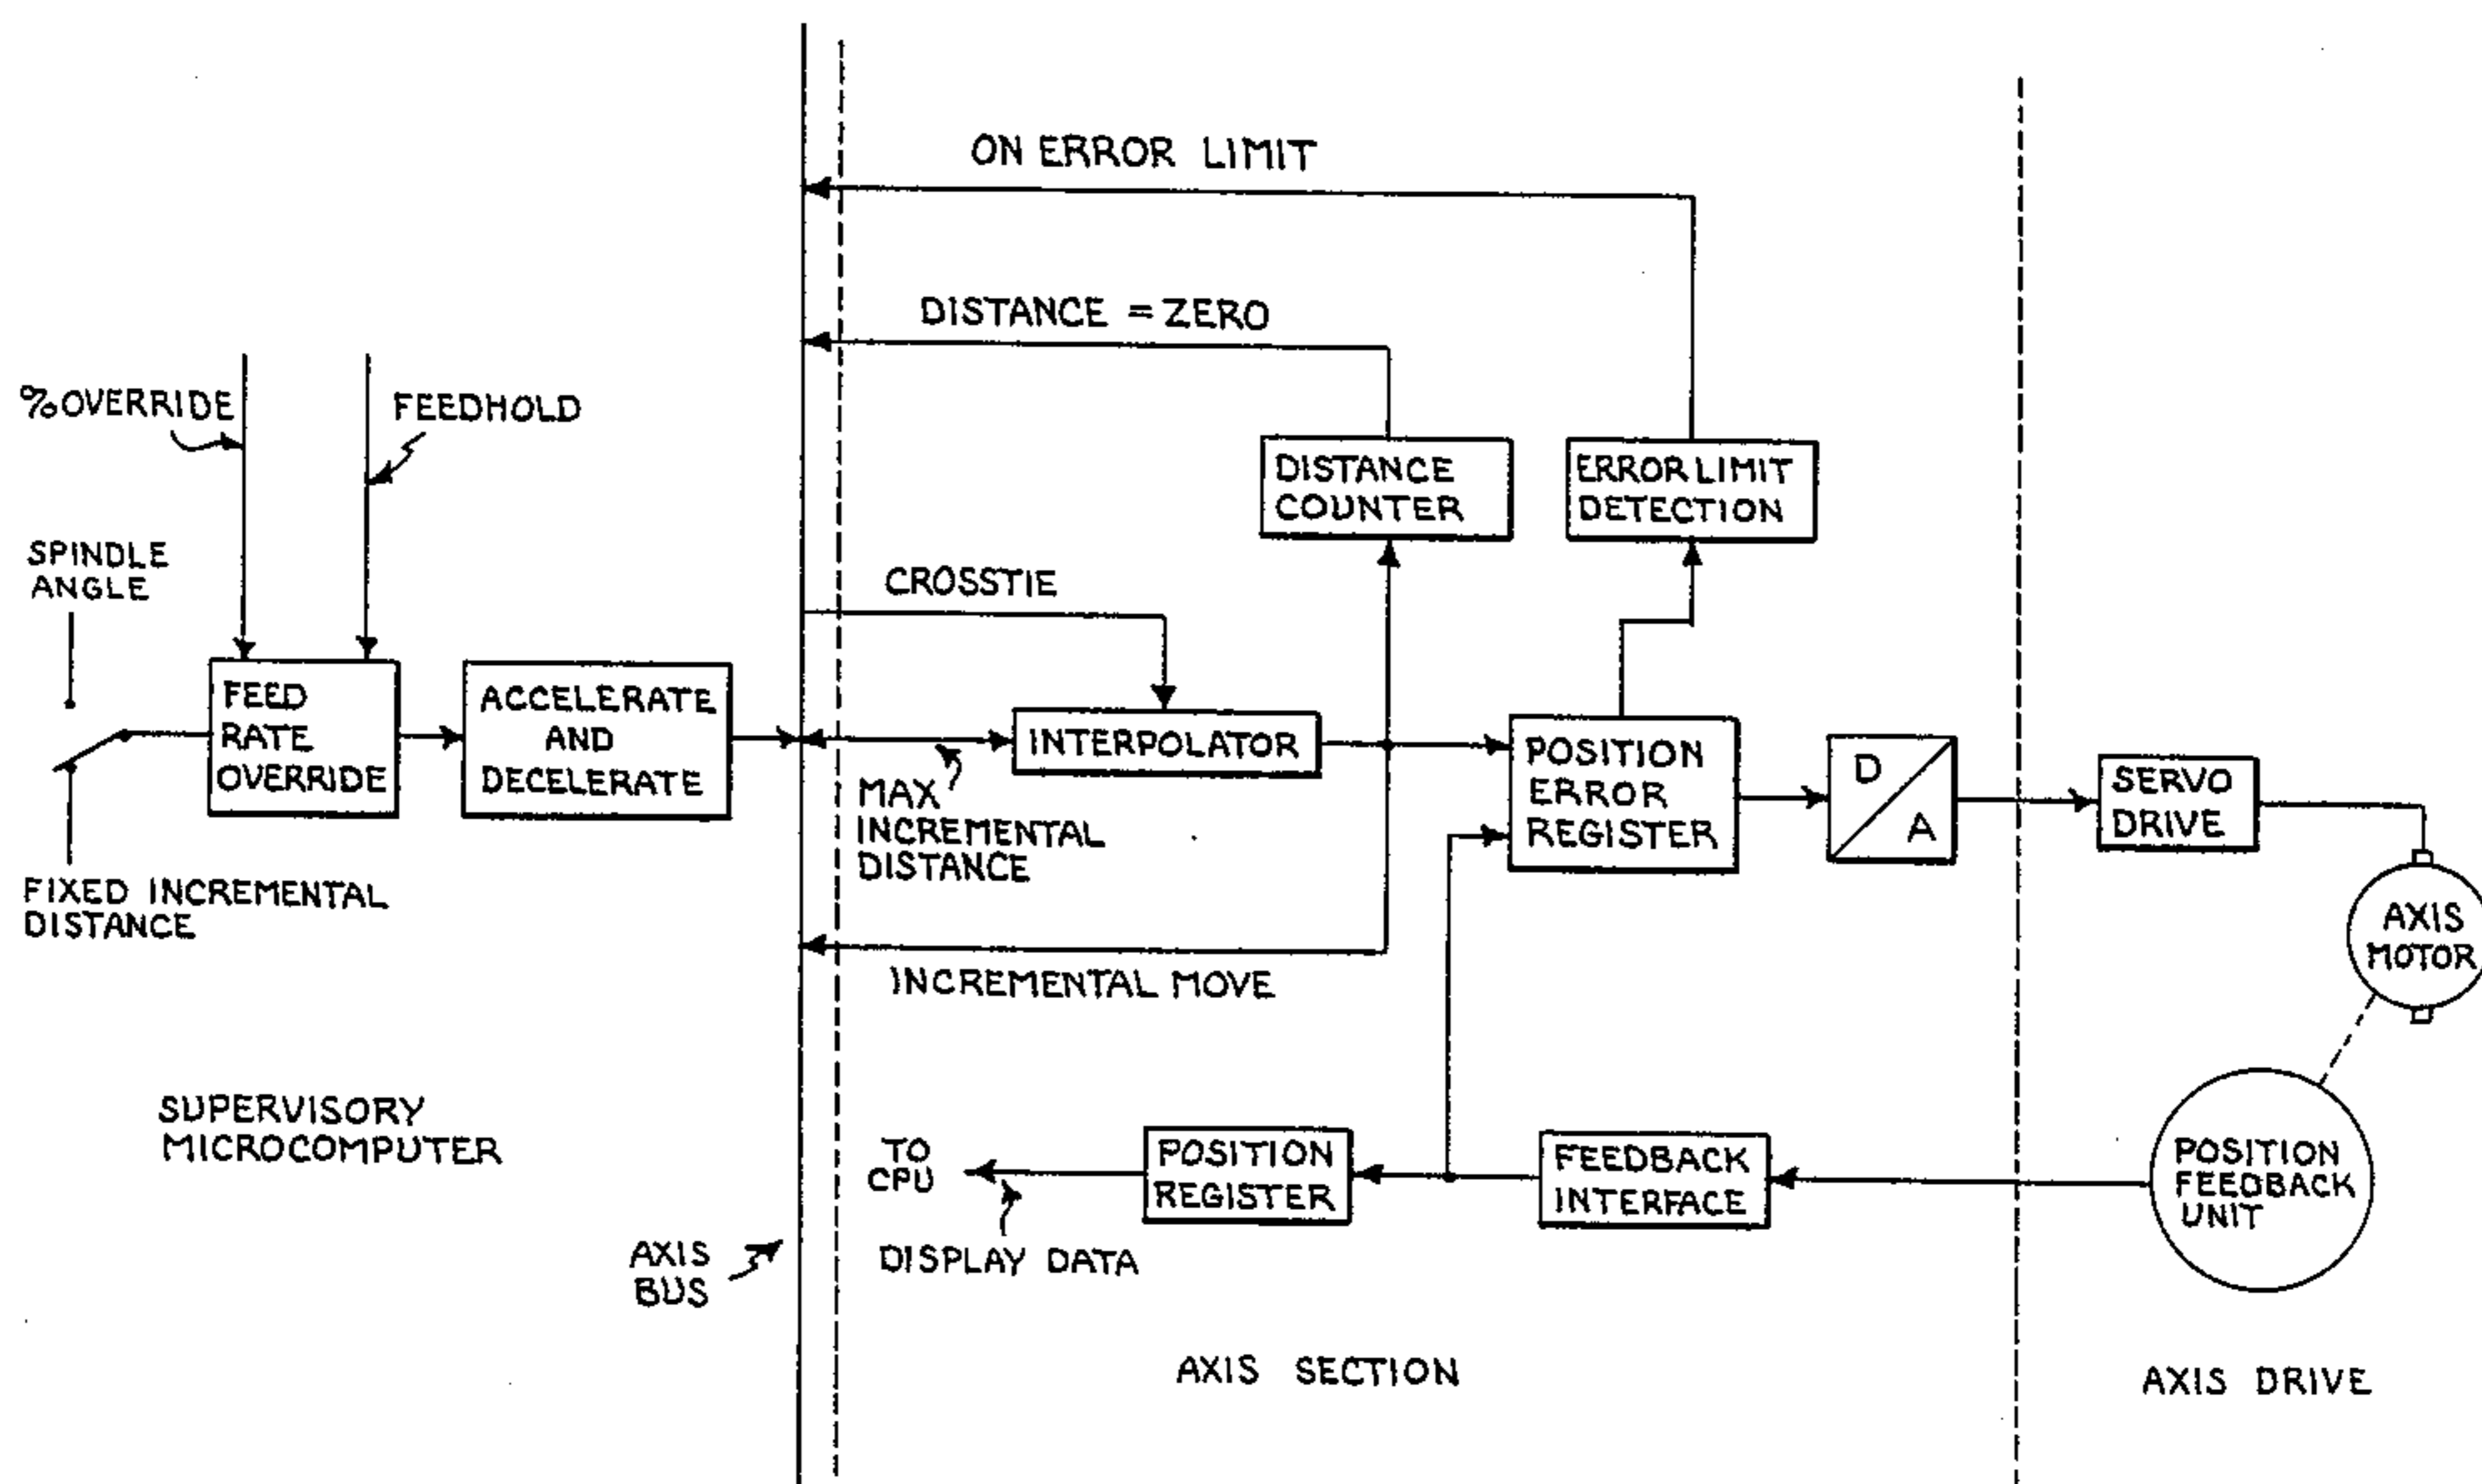 ON ERROR LIMIT
DISTANCE = ZERO
%OVERRIDE
FEEDHOLD
DISTANCE
COUNTER
ERROR LIMIT
DETECTION
SPINDLE
ANGLE
CROSSTIE
FEED
RATE
OVERRIDE
ACCELERATE
AND
DECELERATE
INTERPOLATOR
MAX
INCREMENTAL
DISTANCE
POSITION
ERROR
REGISTER
D
A
SERVO
DRIVE
FIXED INCREMENTAL
DISTANCE
AXIS
MOTOR
INCREMENTAL MOVE
SUPERVISORY
MICROCOMPUTER
TO
CPU
POSITION
REGISTER
FEEDBACK
INTERFACE
POSITION
FEEDBACK
UNIT
DISPLAY DATA
AXIS
BUS
AXIS SECTION
AXIS DRIVE